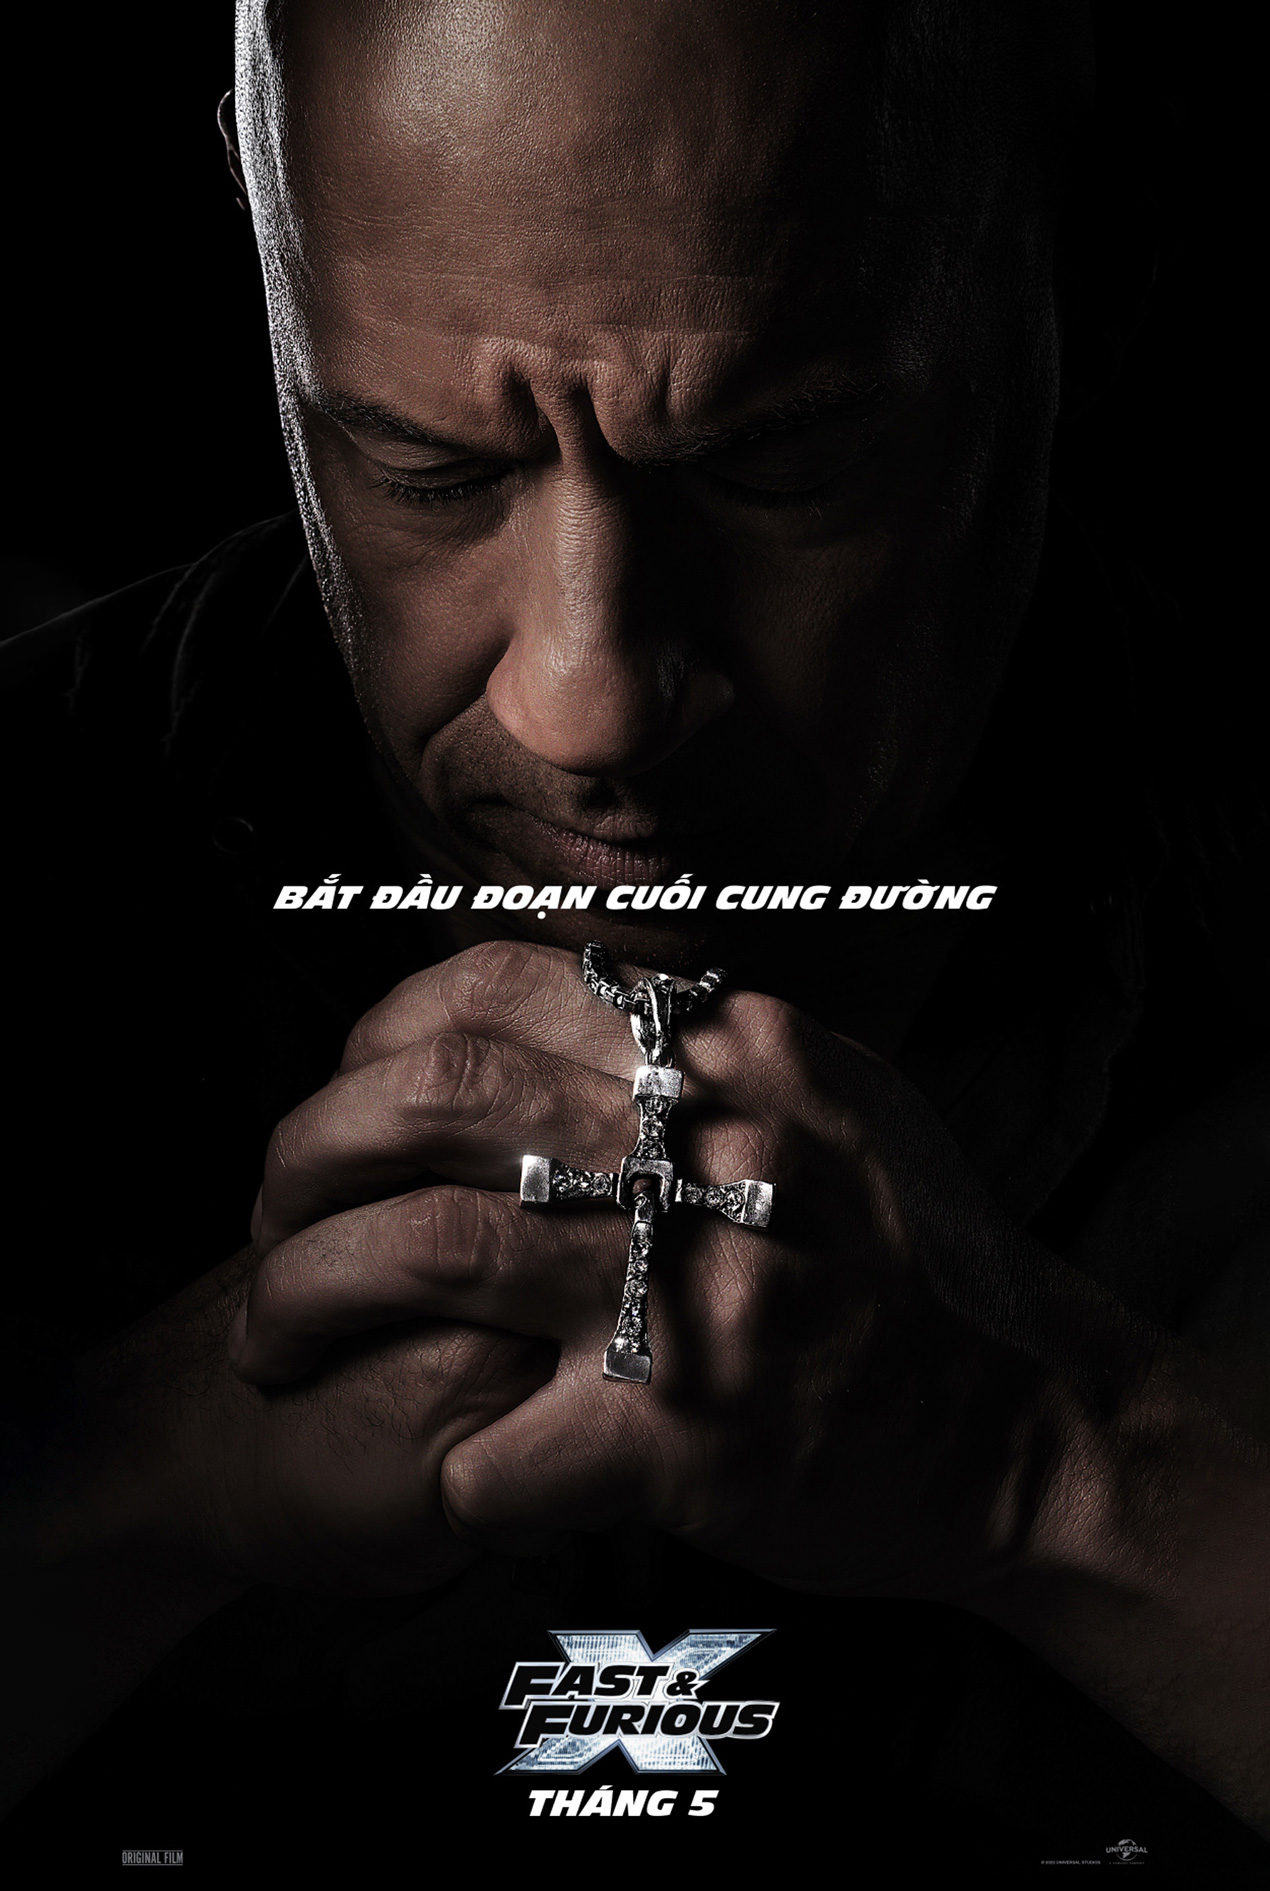 BẮT ĐẦU ĐOẠN CUỐI CUNG ĐƯỜNG
X
FAST &
FURIOUS
THÁNG 5
ORIGINAL FILM
UNIVERSAL